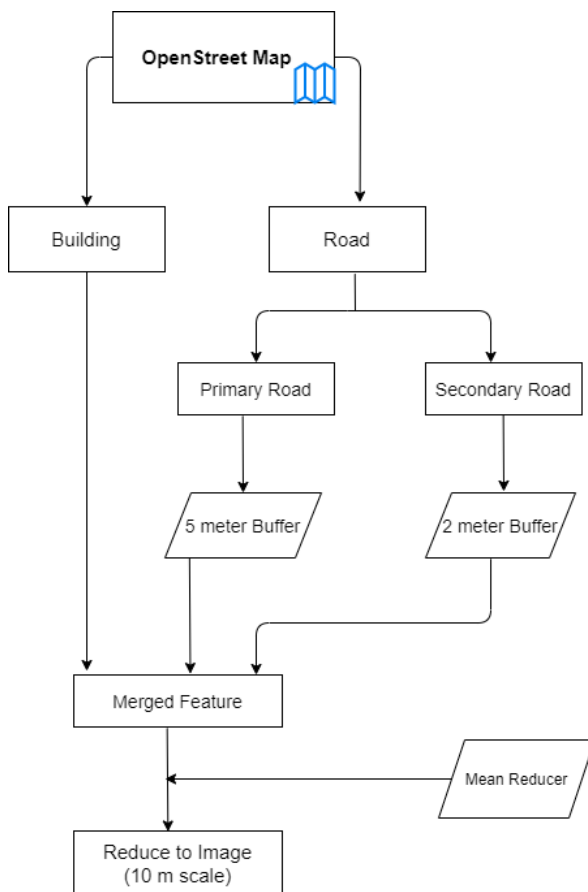 OpenStreet Map
Building
Road
Primary Road
Secondary Road
5 meter Buffer
2 meter Buffer
Merged Feature
Mean Reducer
Reduce to Image
(10 m scale)